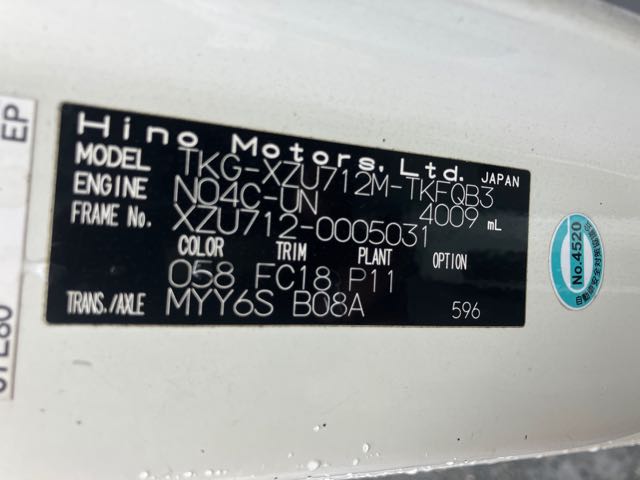 Hino Motors, Ltd. JAPAN
MODEL TKG-XZU712M-TKFQB3
ENGINE N04C-UN 4009 mL
FRAME No. XZU712-0005031
COLOR TRIM PLANT OPTION
058 FC18 P11
TRANS./AXLE MYY6S B08A 596
No.4520
EP